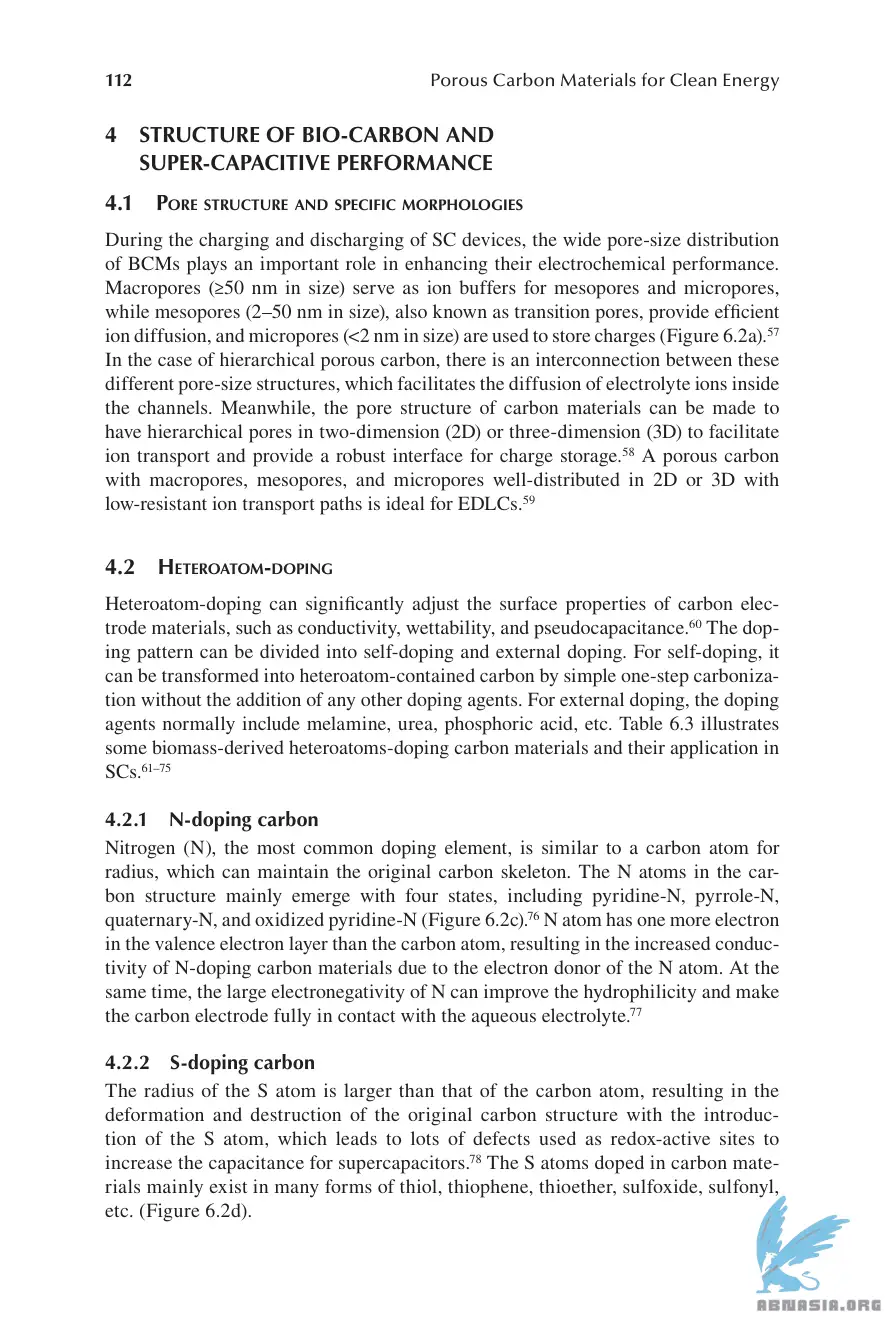 112 Porous Carbon Materials for Clean Energy
4 STRUCTURE OF BIO-CARBON AND
SUPER-CAPACITIVE PERFORMANCE
4.1 Pore structure and specific morphologies
During the charging and discharging of SC devices, the wide pore-size distribution
of BCMs plays an important role in enhancing their electrochemical performance.
Macropores (≥50 nm in size) serve as ion buffers for mesopores and micropores,
while mesopores (2–50 nm in size), also known as transition pores, provide efficient
ion diffusion, and micropores (<2 nm in size) are used to store charges (Figure 6.2a).57
In the case of hierarchical porous carbon, there is an interconnection between these
different pore-size structures, which facilitates the diffusion of electrolyte ions inside
the channels. Meanwhile, the pore structure of carbon materials can be made to
have hierarchical pores in two-dimension (2D) or three-dimension (3D) to facilitate
ion transport and provide a robust interface for charge storage.58 A porous carbon
with macropores, mesopores, and micropores well-distributed in 2D or 3D with
low-resistant ion transport paths is ideal for EDLCs.59
4.2 Heteroatom-doping
Heteroatom-doping can significantly adjust the surface properties of carbon elec-
trode materials, such as conductivity, wettability, and pseudocapacitance.60 The dop-
ing pattern can be divided into self-doping and external doping. For self-doping, it
can be transformed into heteroatom-contained carbon by simple one-step carboniza-
tion without the addition of any other doping agents. For external doping, the doping
agents normally include melamine, urea, phosphoric acid, etc. Table 6.3 illustrates
some biomass-derived heteroatoms-doping carbon materials and their application in
SCs.61–75
4.2.1 N-doping carbon
Nitrogen (N), the most common doping element, is similar to a carbon atom for
radius, which can maintain the original carbon skeleton. The N atoms in the car-
bon structure mainly emerge with four states, including pyridine-N, pyrrole-N,
quaternary-N, and oxidized pyridine-N (Figure 6.2c).76 N atom has one more electron
in the valence electron layer than the carbon atom, resulting in the increased conduc-
tivity of N-doping carbon materials due to the electron donor of the N atom. At the
same time, the large electronegativity of N can improve the hydrophilicity and make
the carbon electrode fully in contact with the aqueous electrolyte.77
4.2.2 S-doping carbon
The radius of the S atom is larger than that of the carbon atom, resulting in the
deformation and destruction of the original carbon structure with the introduc-
tion of the S atom, which leads to lots of defects used as redox-active sites to
increase the capacitance for supercapacitors.78 The S atoms doped in carbon mate-
rials mainly exist in many forms of thiol, thiophene, thioether, sulfoxide, sulfonyl,
etc. (Figure 6.2d).
ABNASIA.ORG